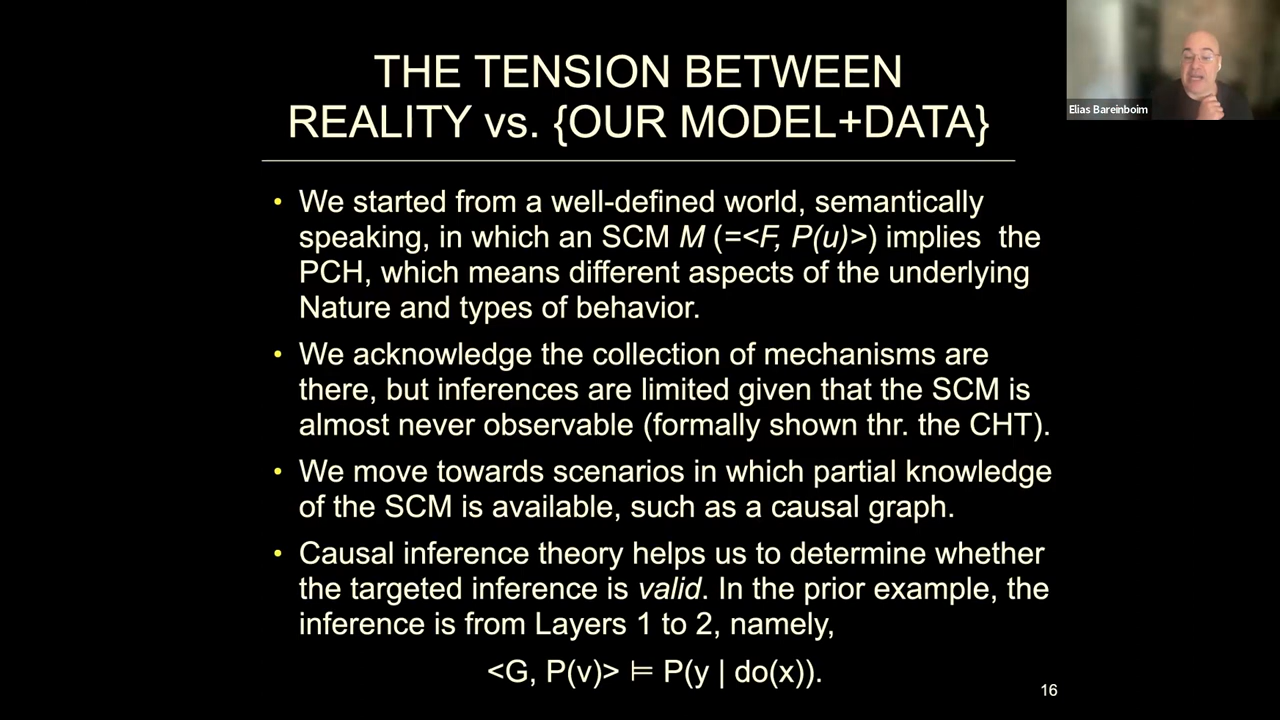 THE TENSION BETWEEN
REALITY vs. {OUR MODEL+DATA}
Elias Bareinboim
• We started from a well-defined world, semantically
speaking, in which an SCM M (=<F, P(u)>) implies the
PCH, which means different aspects of the underlying
Nature and types of behavior.
• We acknowledge the collection of mechanisms are
there, but inferences are limited given that the SCM is
almost never observable (formally shown thr. the CHT).
• We move towards scenarios in which partial knowledge
of the SCM is available, such as a causal graph.
• Causal inference theory helps us to determine whether
the targeted inference is valid. In the prior example, the
inference is from Layers 1 to 2, namely,
<G, P(v)> ⊨ P(y | do(x)).
16